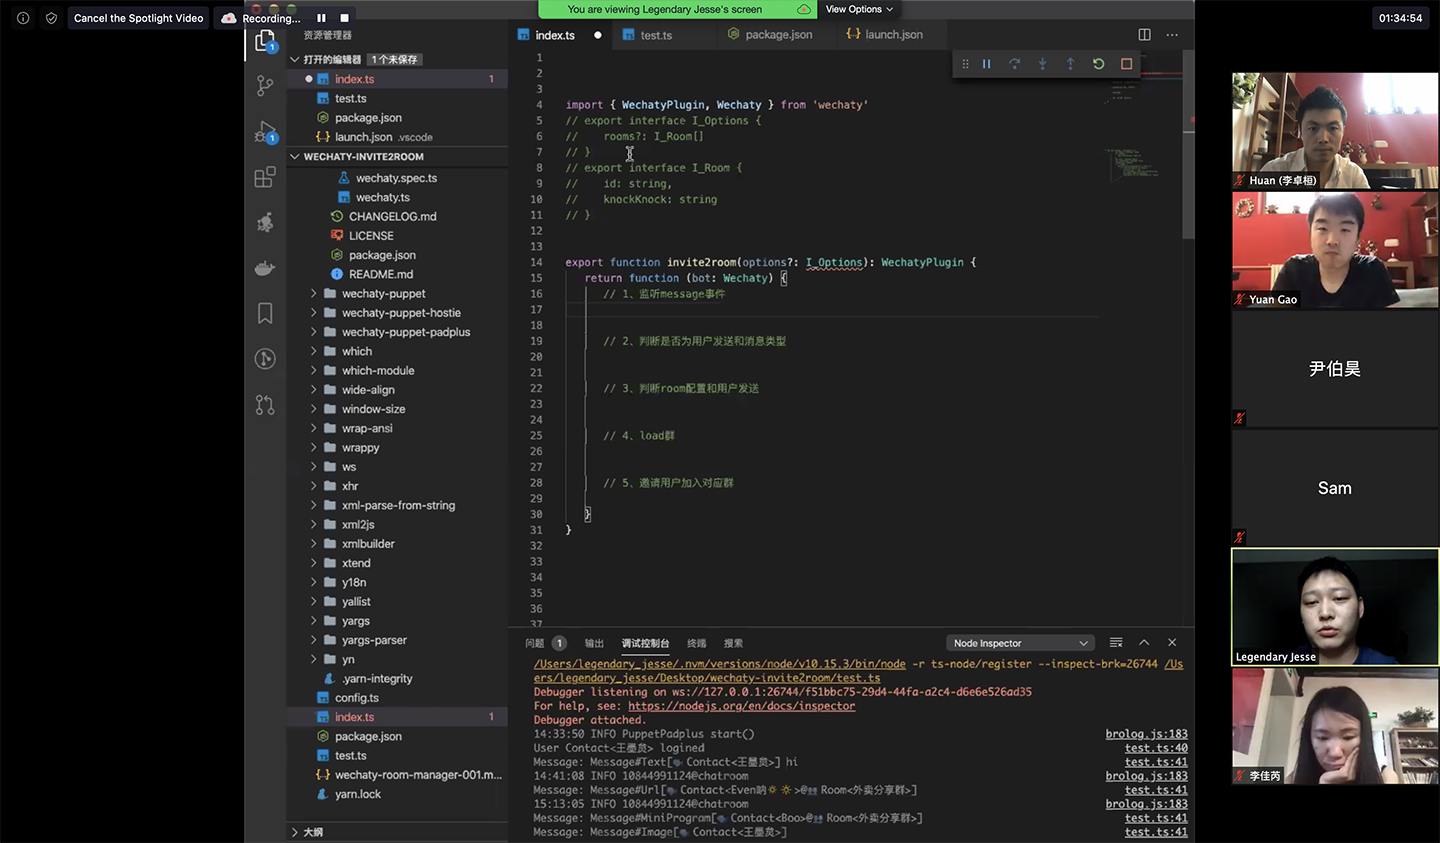 Cancel the Spotlight Video
Recording...
You are viewing Legendary Jesse's screen
View Options
01:34:54
资源管理器
打开的编辑器 1 个未保存
index.ts 1
test.ts
package.json
launch.json .vscode
WECHATY-INVITE2ROOM
wechaty.spec.ts
wechaty.ts
CHANGELOG.md
LICENSE
package.json
README.md
wechaty-puppet
wechaty-puppet-hostie
wechaty-puppet-padplus
which
which-module
wide-align
window-size
wrap-ansi
wrappy
ws
xhr
xml-parse-from-string
xml2js
xmlbuilder
xtend
y18n
yallist
yargs
yargs-parser
yn
.yarn-integrity
config.ts
index.ts 1
package.json
test.ts
wechaty-room-manager-001.m...
yarn.lock
大纲
1
1
index.ts
test.ts
package.json
launch.json
1
2
3
4 import { WechatyPlugin, Wechaty } from 'wechaty'
5 // export interface I_Options {
6 // rooms?: I_Room[]
7 // }
8 // export interface I_Room {
9 // id: string,
10 // knockKnock: string
11 // }
12
13
14 export function invite2room(options?: I_Options): WechatyPlugin {
15 return function (bot: Wechaty) {
16 // 1、监听message事件
17
18
19 // 2、判断是否为用户发送和消息类型
20
21
22 // 3、判断room配置和用户发送
23
24
25 // 4、load群
26
27
28 // 5、邀请用户加入对应群
29
30 }
31 }
32
33
34
35
36
37
问题 1 输出 调试控制台 终端 搜索
Node Inspector
/Users/legendary_jesse/.nvm/versions/node/v10.15.3/bin/node -r ts-node/register --inspect-brk=26744 /Us
ers/legendary_jesse/Desktop/wechaty-invite2room/test.ts
Debugger listening on ws://127.0.0.1:26744/f51bbc75-29d4-44fa-a2c4-d6e6e526ad35
For help, see: https://nodejs.org/en/docs/inspector
Debugger attached.
14:33:50 INFO PuppetPadplus start() brolog.js:183
User Contact<王墨贠> logined test.ts:40
Message: Message#Text[🗣 Contact<王墨贠>] hi test.ts:41
14:41:08 INFO 10844991124@chatroom brolog.js:183
Message: Message#Url[🗣 Contact<Even呐🔅🔅>@👥 Room<外卖分享群>] test.ts:41
15:13:05 INFO 10844991124@chatroom brolog.js:183
Message: Message#MiniProgram[🗣 Contact<Boo>@👥 Room<外卖分享群>] test.ts:41
Message: Message#Image[🗣 Contact<王墨贠>] test.ts:41
Huan (李卓桓)
Yuan Gao
尹伯昊
Sam
Legendary Jesse
李佳芮